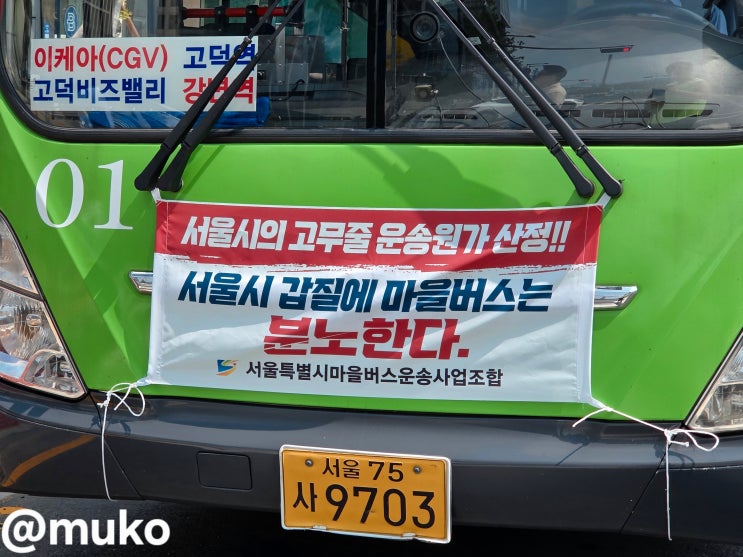 이케아(CGV) 고덕역
고덕비즈밸리 강변역
01
서울시의 고무줄 운송원가 산정!!
서울시 갑질에 마을버스는
분노한다.
서울특별시마을버스운송사업조합
서울 75
사 9703
@muko